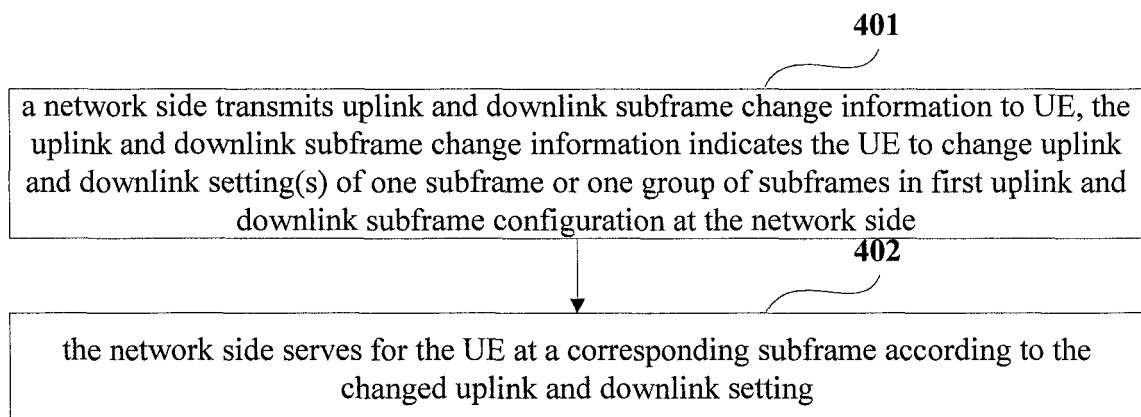 401
a network side transmits uplink and downlink subframe change information to UE, the
uplink and downlink subframe change information indicates the UE to change uplink
and downlink setting(s) of one subframe or one group of subframes in first uplink and
downlink subframe configuration at the network side
402
the network side serves for the UE at a corresponding subframe according to the
changed uplink and downlink setting